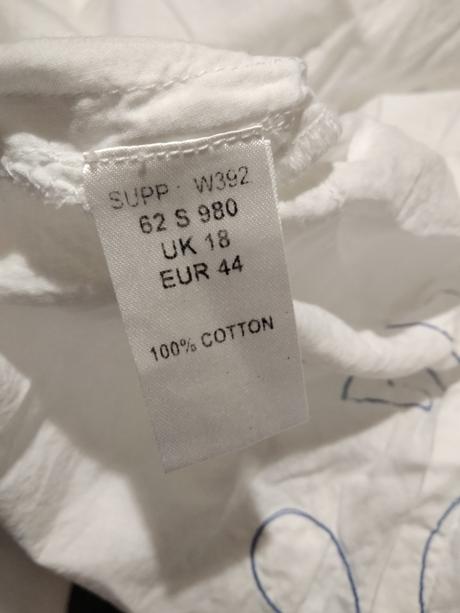 SUPP : W392
62 S 980
UK 18
EUR 44
100% COTTON